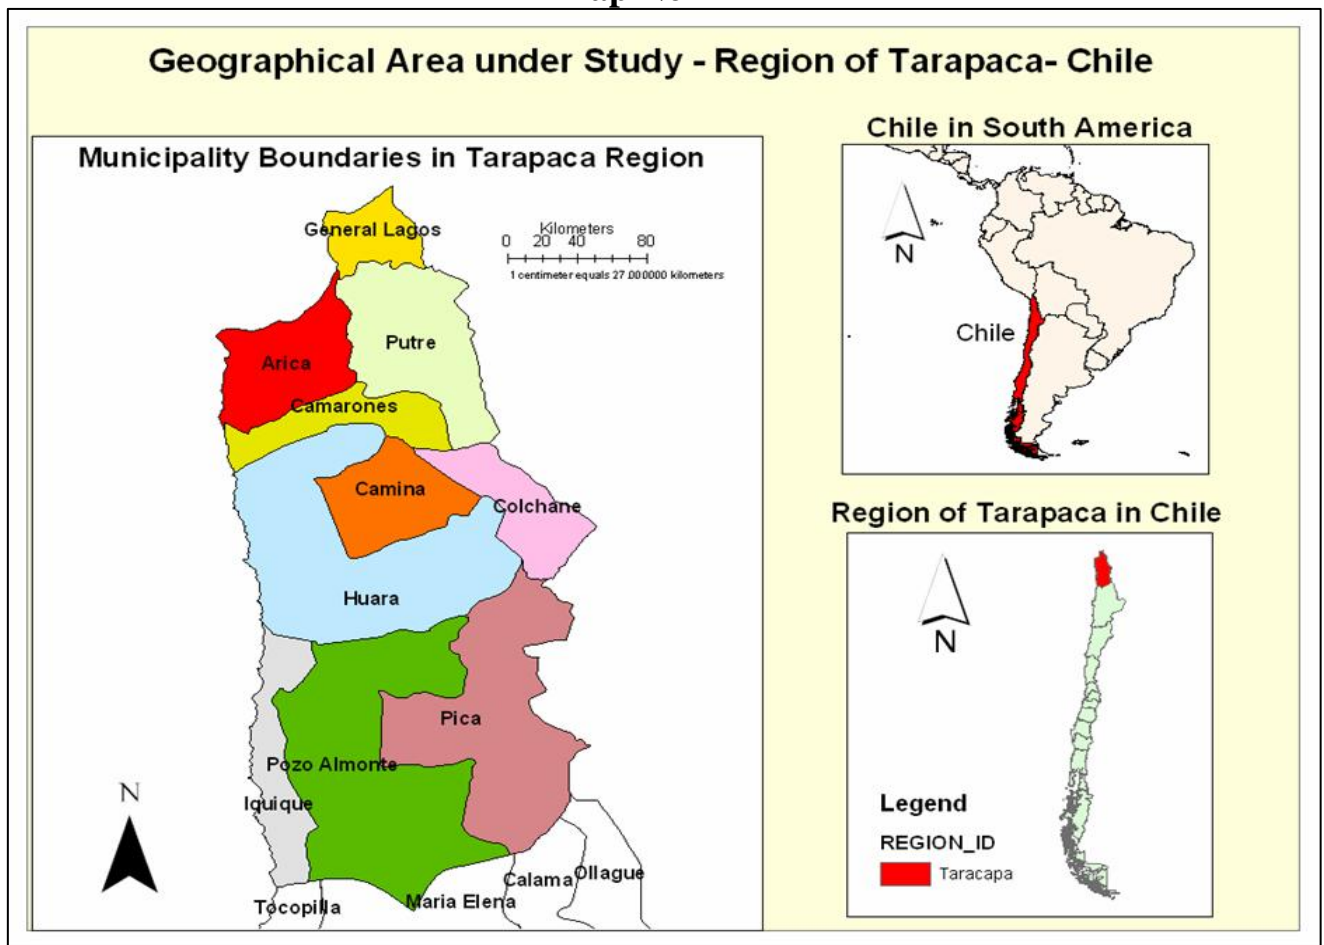 Geographical Area under Study - Region of Tarapaca- Chile
Municipality Boundaries in Tarapaca Region
General Lagos
Kilometers
0 20 40 80
1 centimeter equals 27.000000 kilometers
Putre
Arica
Camarones
Camina
Colchane
Huara
Pica
Pozo Almonte
Iquique
N
Calama
Ollague
Maria Elena
Tocopilla
Chile in South America
N
Chile
Region of Tarapaca in Chile
N
Legend
REGION_ID
Taracapa